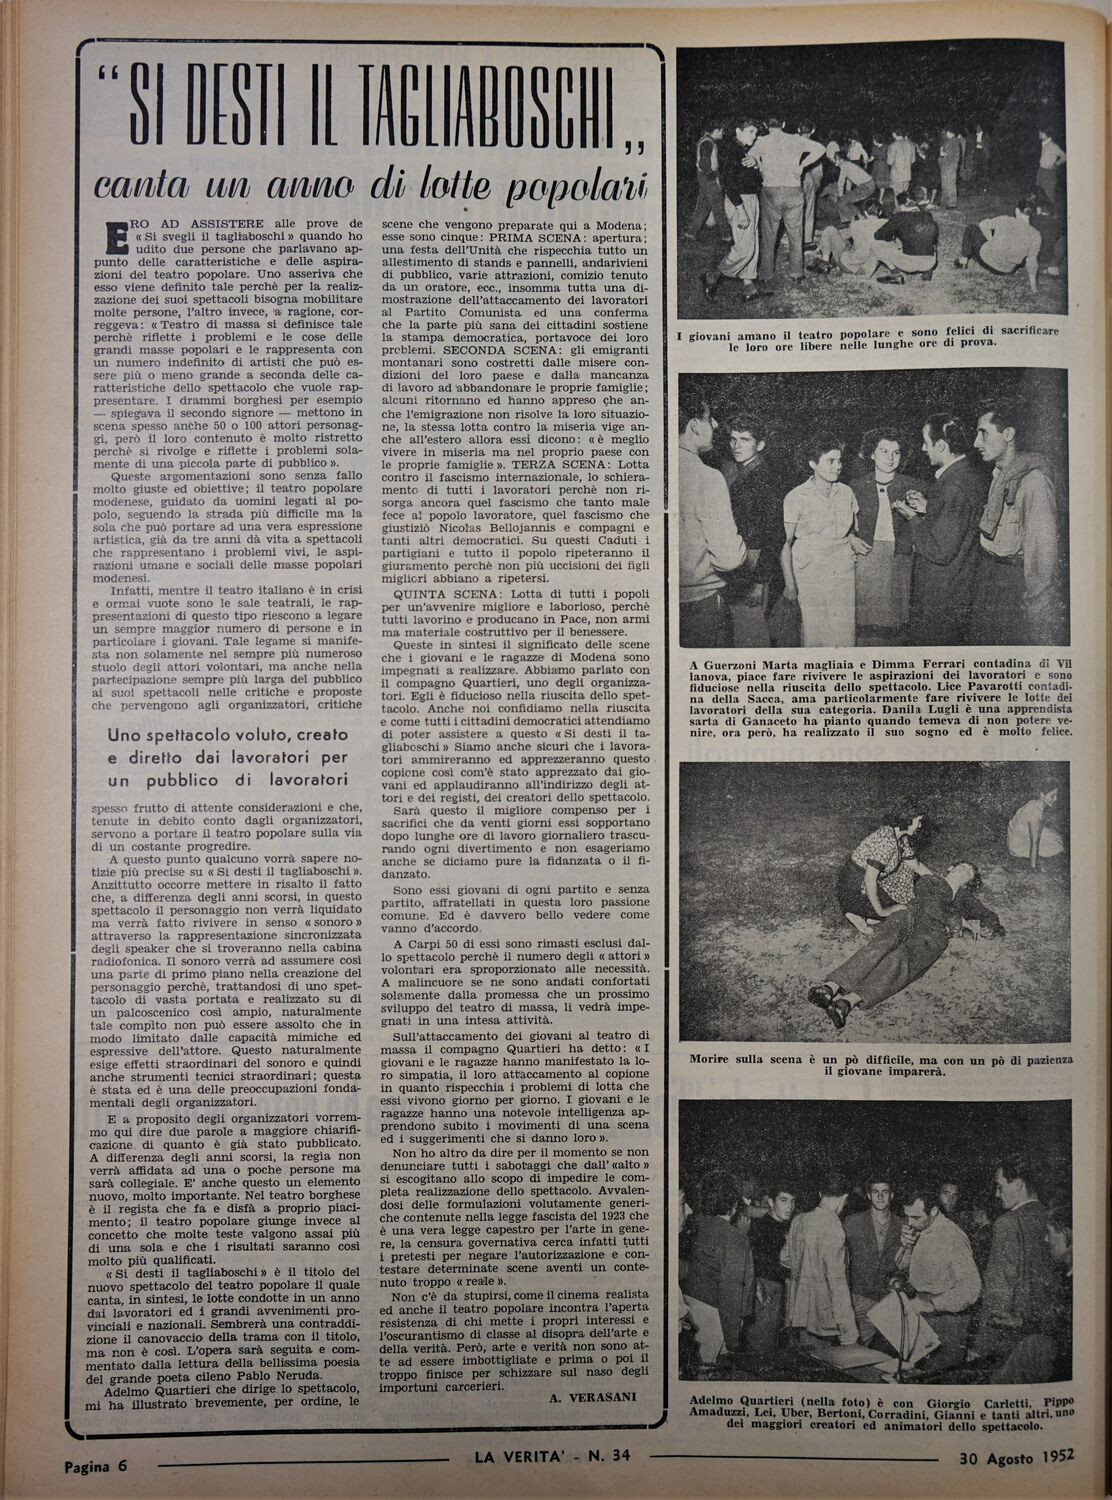 “SI DESTI IL TAGLIABOSCHI„
canta un anno di lotte popolari
ERO AD ASSISTERE alle prove de
« Si svegli il tagliaboschi » quando ho
udito due persone che parlavano ap-
punto delle caratteristiche e delle aspira-
zioni del teatro popolare. Uno asseriva che
esso viene definito tale perchè per la realiz-
zazione dei suoi spettacoli bisogna mobilitare
molte persone, l'altro invece, a ragione, cor-
reggeva: « Teatro di massa si definisce tale
perchè riflette i problemi e le cose delle
grandi masse popolari e le rappresenta con
un numero indefinito di artisti che può es-
sere più o meno grande a seconda delle ca-
ratteristiche dello spettacolo che vuole rap-
presentare. I drammi borghesi per esempio
— spiegava il secondo signore — mettono in
scena spesso anche 50 o 100 attori personag-
gi, però il loro contenuto è molto ristretto
perchè si rivolge e riflette i problemi sola-
mente di una piccola parte di pubblico ».
Queste argomentazioni sono senza fallo
molto giuste ed obiettive; il teatro popolare
modenese, guidato da uomini legati al po-
polo, seguendo la strada più difficile ma la
sola che può portare ad una vera espressione
artistica, già da tre anni dà vita a spettacoli
che rappresentano i problemi vivi, le aspi-
razioni umane e sociali delle masse popolari
modenesi.
Infatti, mentre il teatro italiano è in crisi
e ormai vuote sono le sale teatrali, le rap-
presentazioni di questo tipo riescono a legare
un sempre maggior numero di persone e in
particolare i giovani. Tale legame si manife-
sta non solamente nel sempre più numeroso
stuolo degli attori volontari, ma anche nella
partecipazione sempre più larga del pubblico
ai suoi spettacoli nelle critiche e proposte
che pervengono agli organizzatori, critiche
Uno spettacolo voluto, creato
e diretto dai lavoratori per
un pubblico di lavoratori
spesso frutto di attente considerazioni e che,
tenute in debito conto dagli organizzatori,
servono a portare il teatro popolare sulla via
di un costante progredire.
A questo punto qualcuno vorrà sapere no-
tizie più precise su « Si desti il tagliaboschi ».
Anzittutto occorre mettere in risalto il fatto
che, a differenza degli anni scorsi, in questo
spettacolo il personaggio non verrà liquidato
ma verrà fatto rivivere in senso « sonoro »
attraverso la rappresentazione sincronizzata
degli speaker che si troveranno nella cabina
radiofonica. Il sonoro verrà ad assumere così
una parte di primo piano nella creazione del
personaggio perchè, trattandosi di uno spet-
tacolo di vasta portata e realizzato su di
un palcoscenico così ampio, naturalmente
tale compito non può essere assolto che in
modo limitato dalle capacità mimiche ed
espressive dell'attore. Questo naturalmente
esige effetti straordinari del sonoro e quindi
anche strumenti tecnici straordinari; questa
è stata ed è una delle preoccupazioni fonda-
mentali degli organizzatori.
E a proposito degli organizzatori vorrem-
mo qui dire due parole a maggiore chiarifi-
cazione di quanto è già stato pubblicato.
A differenza degli anni scorsi, la regia non
verrà affidata ad una o poche persone ma
sarà collegiale. E' anche questo un elemento
nuovo, molto importante. Nel teatro borghese
è il regista che fa e disfà a proprio piaci-
mento; il teatro popolare giunge invece al
concetto che molte teste valgono assai più
di una sola e che i risultati saranno così
molto più qualificati.
« Si desti il tagliaboschi » è il titolo del
nuovo spettacolo del teatro popolare il quale
canta, in sintesi, le lotte condotte in un anno
dai lavoratori ed i grandi avvenimenti pro-
vinciali e nazionali. Sembrerà una contraddi-
zione il canovaccio della trama con il titolo,
ma non è così. L'opera sarà seguita e com-
mentato dalla lettura della bellissima poesia
del grande poeta cileno Pablo Neruda.
Adelmo Quartieri che dirige lo spettacolo,
mi ha illustrato brevemente, per ordine, le
scene che vengono preparate qui a Modena;
esse sono cinque: PRIMA SCENA: apertura;
una festa dell'Unità che rispecchia tutto un
allestimento di stands e pannelli, andarivieni
di pubblico, varie attrazioni, comizio tenuto
da un oratore, ecc., insomma tutta una di-
mostrazione dell'attaccamento dei lavoratori
al Partito Comunista ed una conferma
che la parte più sana dei cittadini sostiene
la stampa democratica, portavoce dei loro
problemi. SECONDA SCENA: gli emigranti
montanari sono costretti dalle misere con-
dizioni del loro paese e dalla mancanza
di lavoro ad abbandonare le proprie famiglie;
alcuni ritornano ed hanno appreso che an-
che l'emigrazione non risolve la loro situazio-
ne, la stessa lotta contro la miseria vige an-
che all'estero allora essi dicono: « è meglio
vivere in miseria ma nel proprio paese con
le proprie famiglie ». TERZA SCENA: Lotta
contro il fascismo internazionale, lo schiera-
mento di tutti i lavoratori perchè non ri-
sorga ancora quel fascismo che tanto male
fece al popolo lavoratore, quel fascismo che
giustiziò Nicolas Bellojannis e compagni e
tanti altri democratici. Su questi Caduti i
partigiani e tutto il popolo ripeteranno il
giuramento perchè non più uccisioni dei figli
migliori abbiano a ripetersi.
QUINTA SCENA: Lotta di tutti i popoli
per un'avvenire migliore e laborioso, perchè
tutti lavorino e producano in Pace, non armi
ma materiale costruttivo per il benessere.
Queste in sintesi il significato delle scene
che i giovani e le ragazze di Modena sono
impegnati a realizzare. Abbiamo parlato con
il compagno Quartieri, uno degli organizza-
tori. Egli è fiducioso nella riuscita dello spet-
tacolo. Anche noi confidiamo nella riuscita
e come tutti i cittadini democratici attendiamo
di poter assistere a questo « Si desti il ta-
gliaboschi » Siamo anche sicuri che i lavora-
tori ammireranno ed apprezzeranno questo
copione così com'è stato apprezzato dai gio-
vani ed applaudiranno all'indirizzo degli at-
tori e dei registi, dei creatori dello spettacolo.
Sarà questo il migliore compenso per i
sacrifici che da venti giorni essi sopportano
dopo lunghe ore di lavoro giornaliero trascu-
rando ogni divertimento e non esageriamo
anche se diciamo pure la fidanzata o il fi-
danzato.
Sono essi giovani di ogni partito e senza
partito, affratellati in questa loro passione
comune. Ed è davvero bello vedere come
vanno d'accordo.
A Carpi 50 di essi sono rimasti esclusi dal-
lo spettacolo perchè il numero degli « attori »
volontari era sproporzionato alle necessità.
A malincuore se ne sono andati confortati
solamente dalla promessa che un prossimo
sviluppo del teatro di massa, li vedrà impe-
gnati in una intesa attività.
Sull'attaccamento dei giovani al teatro di
massa il compagno Quartieri ha detto: « I
giovani e le ragazze hanno manifestato la lo-
ro simpatia, il loro attaccamento al copione
in quanto rispecchia i problemi di lotta che
essi vivono giorno per giorno. I giovani e le
ragazze hanno una notevole intelligenza ap-
prendono subito i movimenti di una scena
ed i suggerimenti che si danno loro ».
Non ho altro da dire per il momento se non
denunciare tutti i sabotaggi che dall'«alto»
si escogitano allo scopo di impedire le com-
pleta realizzazione dello spettacolo. Avvalen-
dosi delle formulazioni volutamente generi-
che contenute nella legge fascista del 1923 che
è una vera legge capestro per l'arte in gene-
re, la censura governativa cerca infatti tutti
i pretesti per negare l'autorizzazione e con-
testare determinate scene aventi un conte-
nuto troppo « reale ».
Non c'è da stupirsi, come il cinema realista
ed anche il teatro popolare incontra l'aperta
resistenza di chi mette i propri interessi e
l'oscurantismo di classe al disopra dell'arte e
della verità. Però, arte e verità non sono at-
te ad essere imbottigliate e prima o poi il
troppo finisce per schizzare sul naso degli
importuni carcerieri.
A. VERASANI
I giovani amano il teatro popolare e sono felici di sacrificare
le loro ore libere nelle lunghe ore di prova.
A Guerzoni Marta magliaia e Dimma Ferrari contadina di Vil
lanova, piace fare rivivere le aspirazioni dei lavoratori e sono
fiduciose nella riuscita dello spettacolo. Lice Pavarotti contadi-
na della Sacca, ama particolarmente fare rivivere le lotte dei
lavoratori della sua categoria. Danila Lugli è una apprendista
sarta di Ganaceto ha pianto quando temeva di non potere ve-
nire, ora però, ha realizzato il suo sogno ed è molto felice.
Morire sulla scena è un pò difficile, ma con un pò di pazienza
il giovane imparerà.
Adelmo Quartieri (nella foto) è con Giorgio Carletti, Pippo
Amaduzzi, Lei, Uber, Bertoni, Corradini, Gianni e tanti altri, uno
dei maggiori creatori ed animatori dello spettacolo.
Pagina 6
LA VERITA' - N. 34
30 Agosto 1952